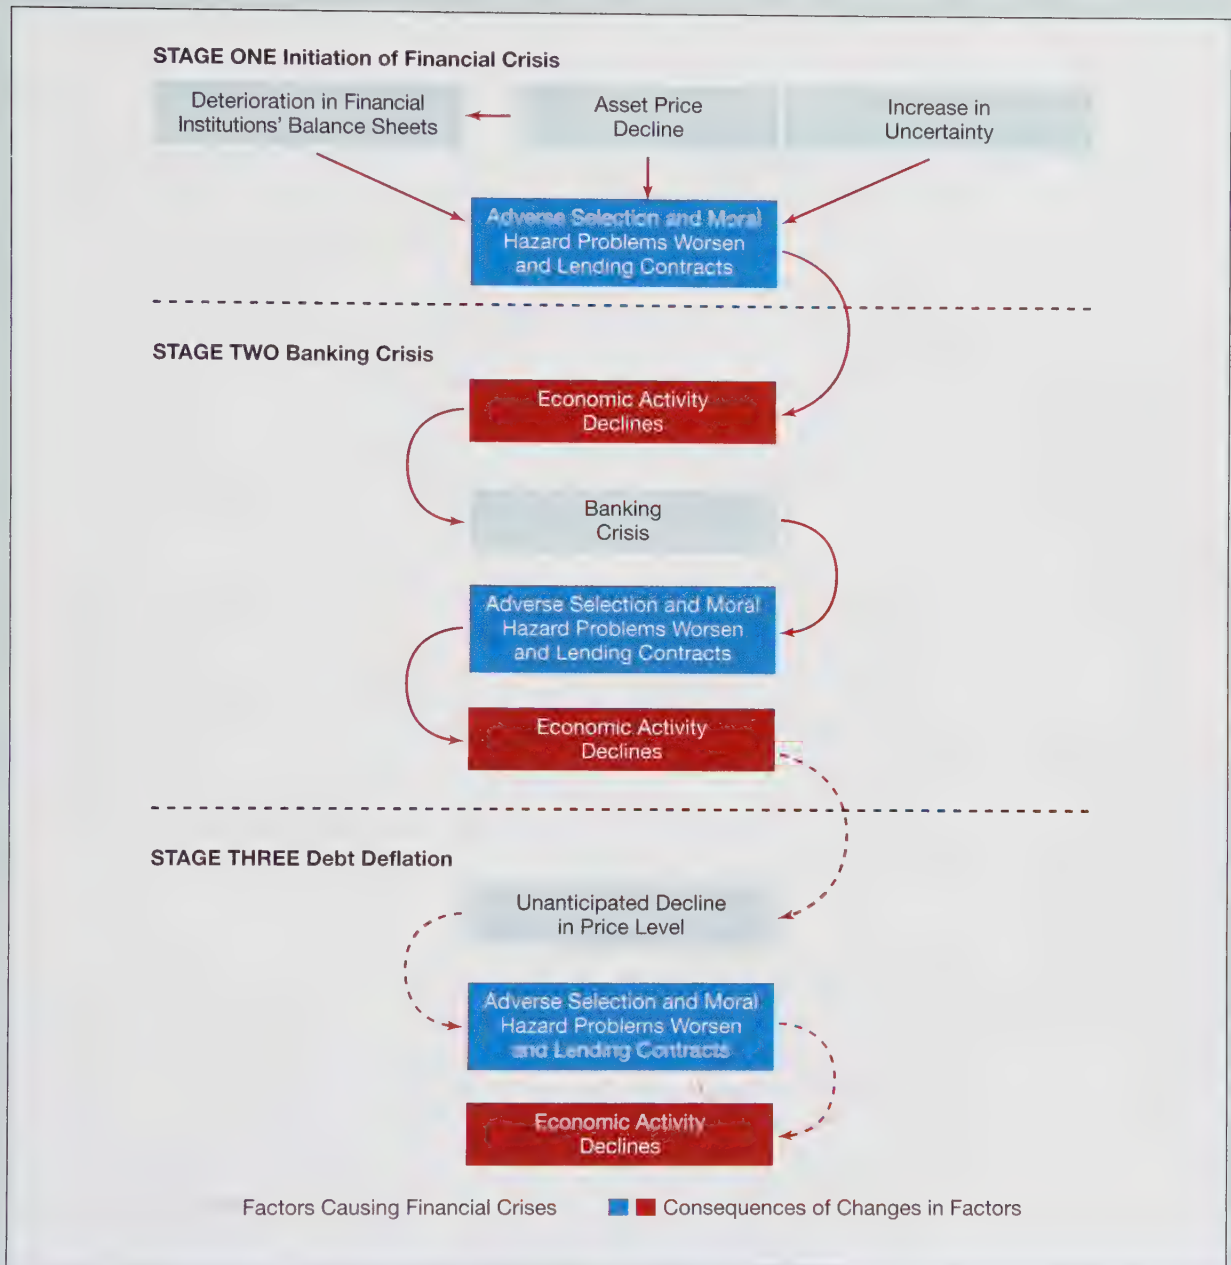 STAGE ONE Initiation of Financial Crisis
Deterioration in Financial
Institutions' Balance Sheets
Asset Price
Decline
Increase in
Uncertainty
Adverse Selection and Moral
Hazard Problems Worsen
and Lending Contracts
STAGE TWO Banking Crisis
Economic Activity
Declines
Banking
Crisis
Adverse Selection and Moral
Hazard Problems Worsen
and Lending Contracts
Economic Activity
Declines
STAGE THREE Debt Deflation
Unanticipated Decline
in Price Level
Adverse Selection and Moral
Hazard Problems Worsen
and Lending Contracts
Economic Activity
Declines
Factors Causing Financial Crises
Consequences of Changes in Factors